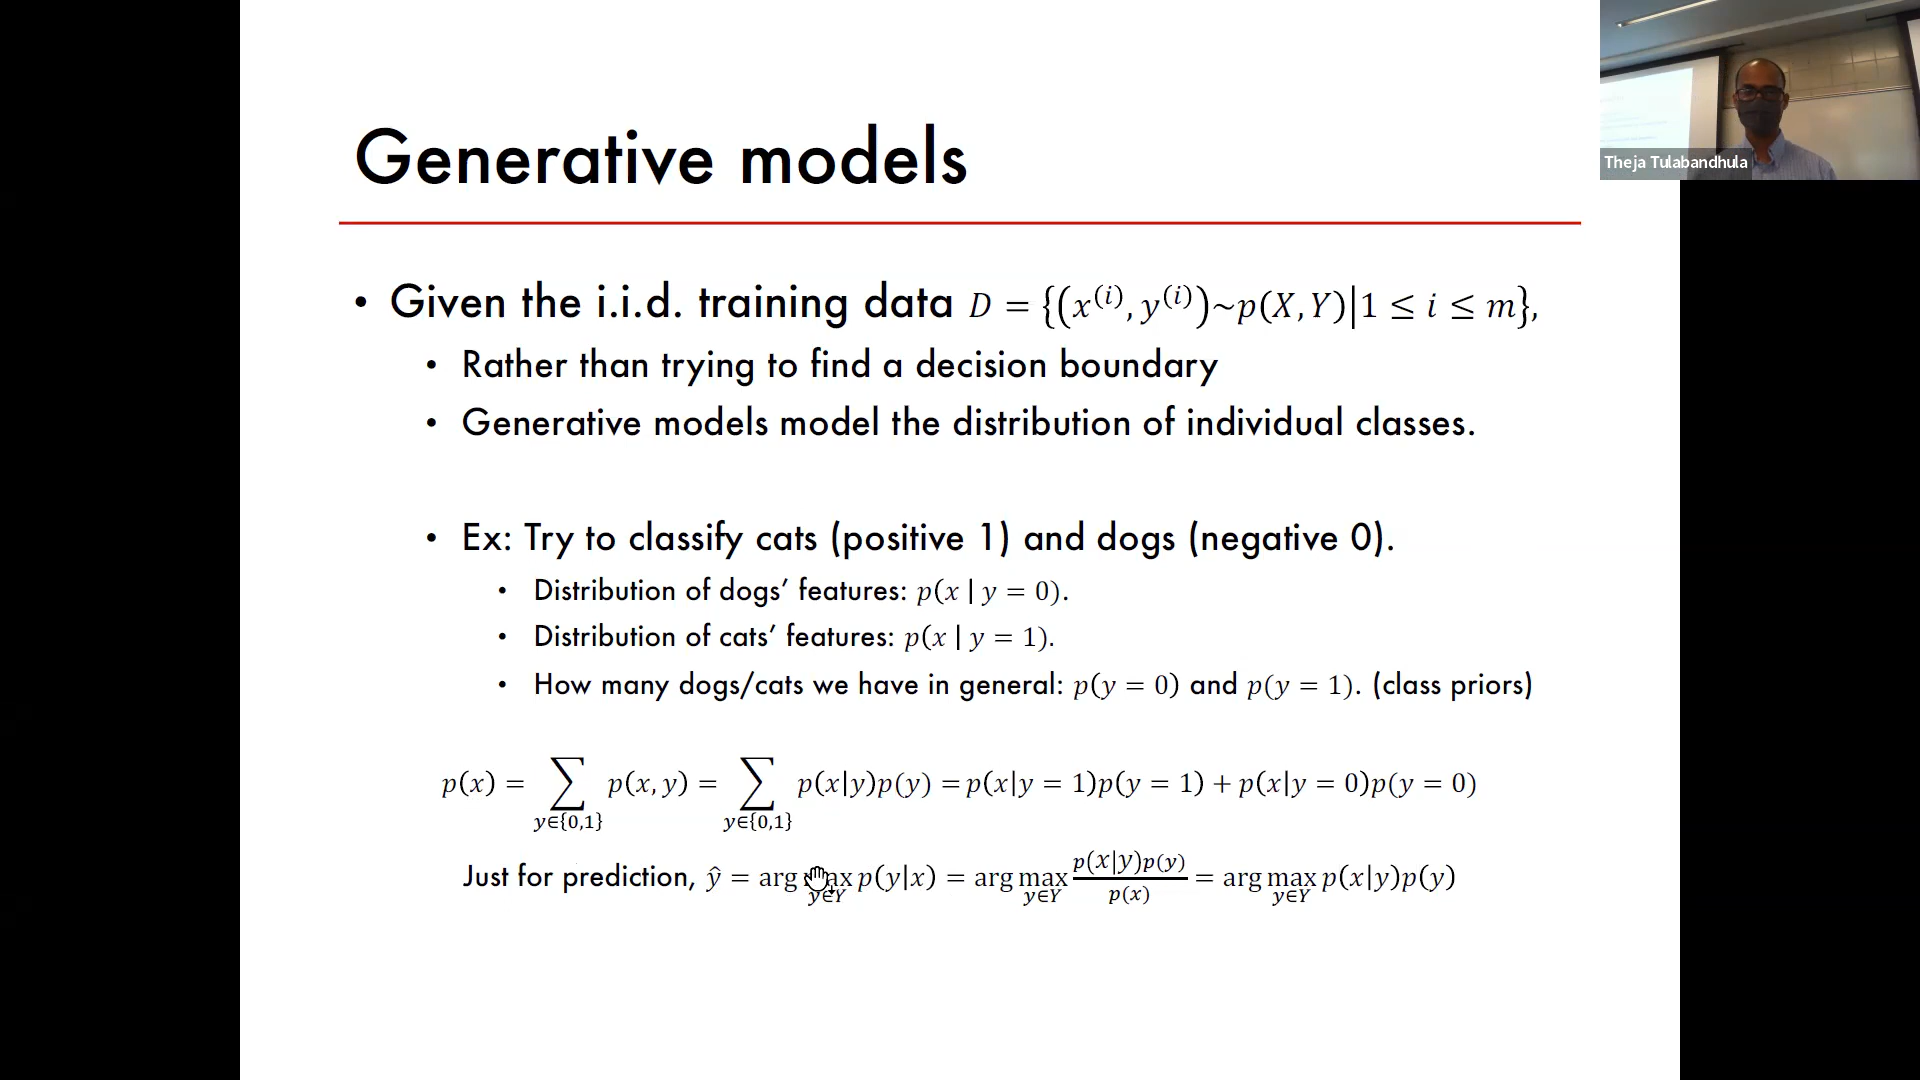 Generative models
Theja Tulabandhula
• Given the i.i.d. training data D = {(x^(i), y^(i))~p(X, Y)|1 ≤ i ≤ m},
• Rather than trying to find a decision boundary
• Generative models model the distribution of individual classes.
• Ex: Try to classify cats (positive 1) and dogs (negative 0).
• Distribution of dogs’ features: p(x | y = 0).
• Distribution of cats’ features: p(x | y = 1).
• How many dogs/cats we have in general: p(y = 0) and p(y = 1). (class priors)
p(x) = ∑_{y∈{0,1}} p(x, y) = ∑_{y∈{0,1}} p(x|y)p(y) = p(x|y = 1)p(y = 1) + p(x|y = 0)p(y = 0)
Just for prediction, ŷ = arg max_{y∈Y} p(y|x) = arg max_{y∈Y} p(x|y)p(y)/p(x) = arg max_{y∈Y} p(x|y)p(y)